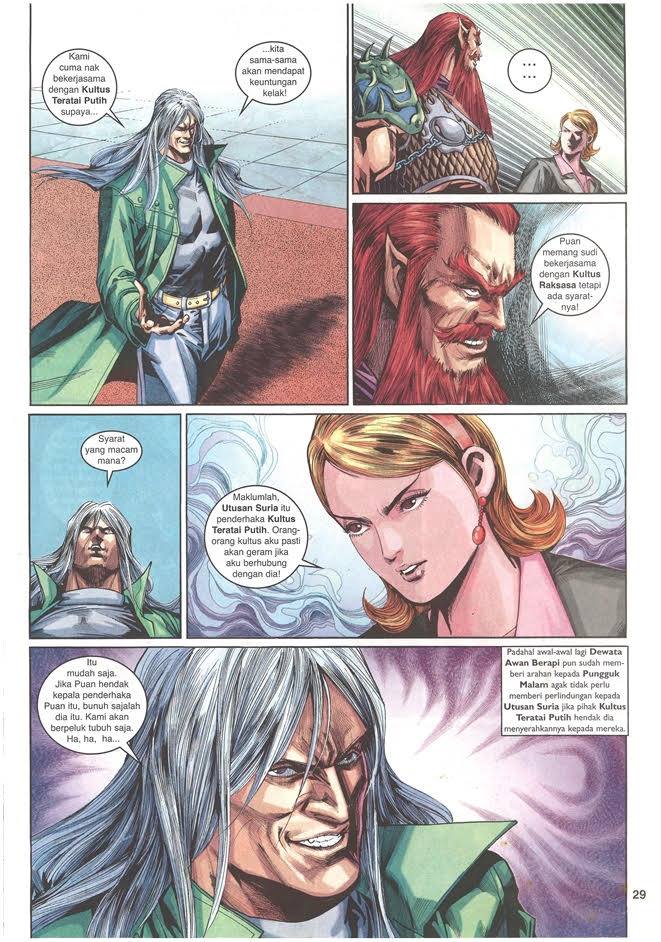 Kami
cuma nak
bekerjasama
dengan Kultus
Teratai Putih
supaya...
...kita
sama-sama
akan mendapat
keuntungan
kelak!
...
...
Puan
memang sudi
bekerjasama
dengan Kultus
Raksasa tetapi
ada syarat-
nya!
Syarat
yang macam
mana?
Maklumlah,
Utusan Suria itu
penderhaka Kultus
Teratai Putih. Orang-
orang kultus aku pasti
akan geram jika
aku berhubung
dengan dia!
Itu
mudah saja.
Jika Puan hendak
kepala penderhaka
Puan itu, bunuh sajalah
dia itu. Kami akan
berpeluk tubuh saja.
Ha, ha, ha...
Padahal awal-awal lagi Dewata
Awan Berapi pun sudah mem-
beri arahan kepada Pungguk
Malam agak tidak perlu
memberi perlindungan kepada
Utusan Suria jika pihak Kultus
Teratai Putih hendak dia
menyerahkannya kepada mereka.
29